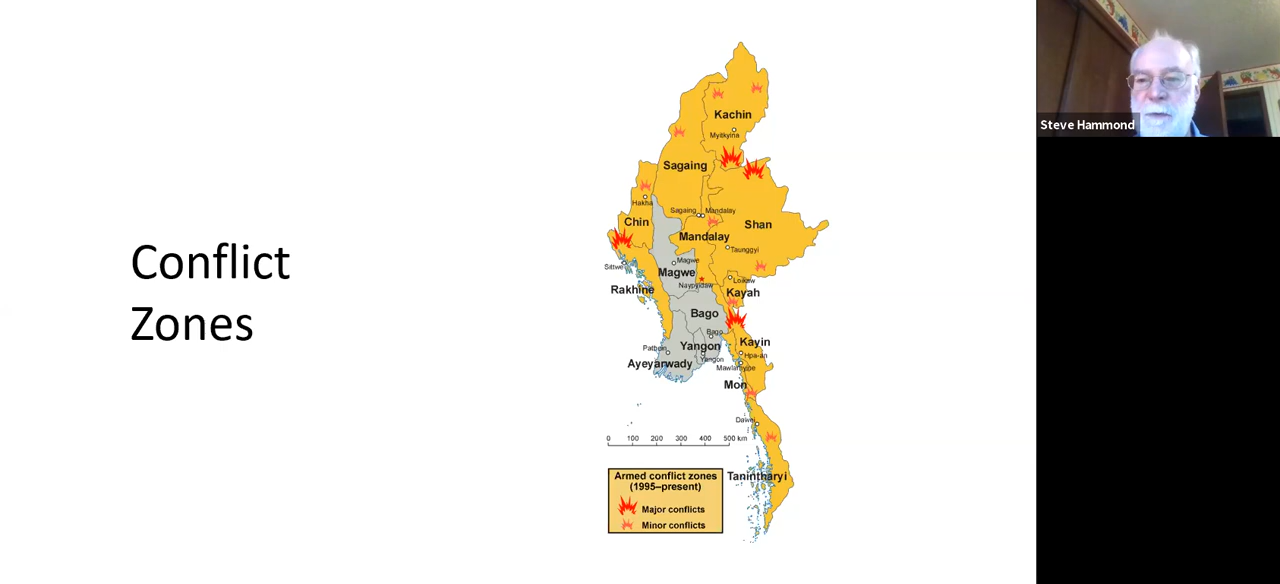 Conflict
Zones
Kachin
Myitkyina
Sagaing
Hakha
Sagaing
Mandalay
Chin
Shan
Mandalay
Taunggyi
Magwe
Sittwe
Magwe
Loikaw
Naypyidaw
Rakhine
Kayah
Bago
Bago
Kayin
Pathein
Yangon
Hpa-an
Yangon
Ayeyarwady
Mawlamyine
Mon
Dawei
0 100 200 300 400 500 km
Tanintharyi
Armed conflict zones
(1995–present)
Major conflicts
Minor conflicts
Steve Hammond